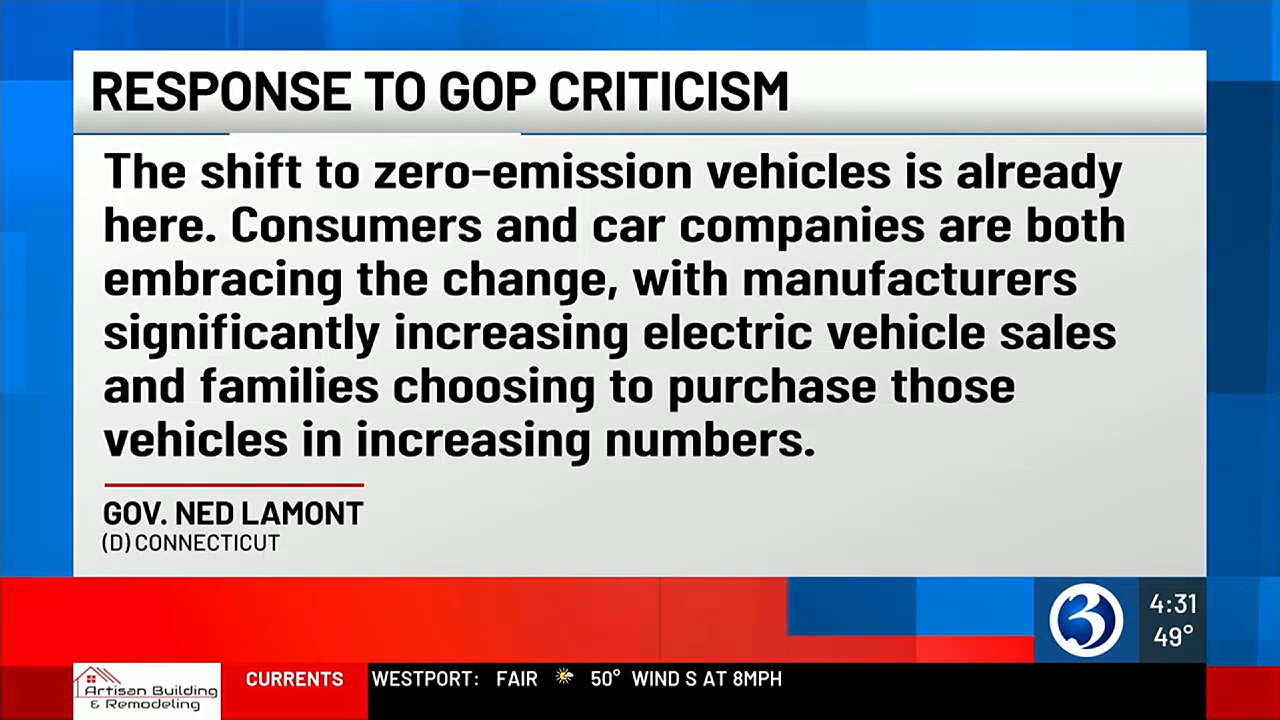 RESPONSE TO GOP CRITICISM
The shift to zero-emission vehicles is already
here. Consumers and car companies are both
embracing the change, with manufacturers
significantly increasing electric vehicle sales
and families choosing to purchase those
vehicles in increasing numbers.
GOV. NED LAMONT
(D) CONNECTICUT
3
4:31
49°
Artisan Building
& Remodeling
CURRENTS
WESTPORT: FAIR 50° WIND S AT 8MPH